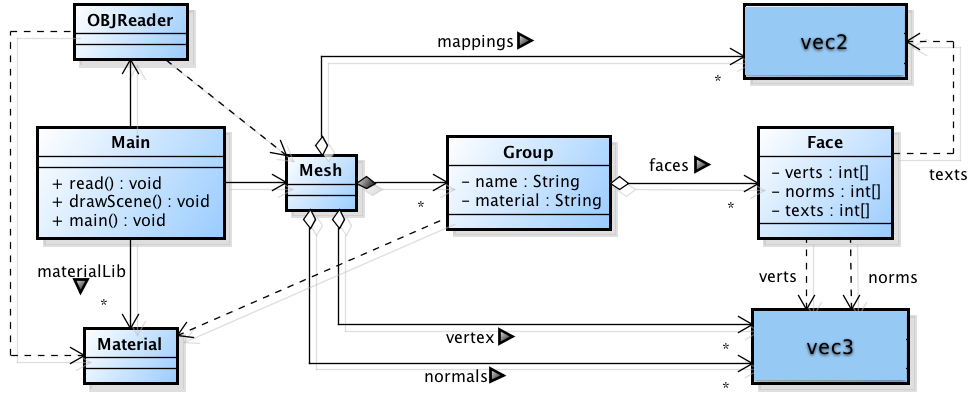 OBJReader
mappings
vec2
*
Main
+ read() : void
+ drawScene() : void
+ main() : void
Mesh
*
Group
- name : String
- material : String
faces
*
Face
- verts : int[]
- norms : int[]
- texts : int[]
texts
materialLib
*
verts
norms
Material
vertex
*
normals
*
vec3